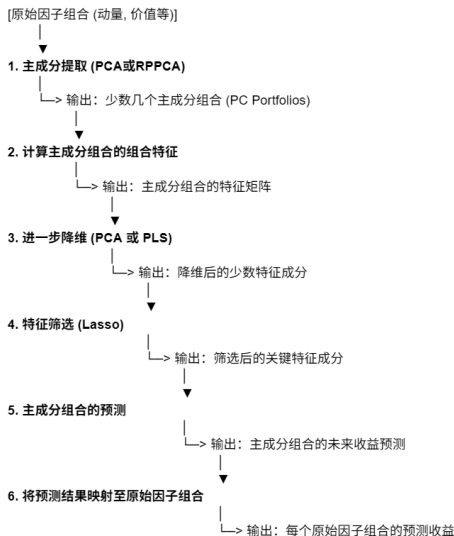 [原始因子组合 (动量, 价值等)]
1. 主成分提取 (PCA或RPPCA)
输出：少数几个主成分组合 (PC Portfolios)
2. 计算主成分组合的组合特征
输出：主成分组合的特征矩阵
3. 进一步降维 (PCA 或 PLS)
输出：降维后的少数特征成分
4. 特征筛选 (Lasso)
输出：筛选后的关键特征成分
5. 主成分组合的预测
输出：主成分组合的未来收益预测
6. 将预测结果映射至原始因子组合
输出：每个原始因子组合的预测收益